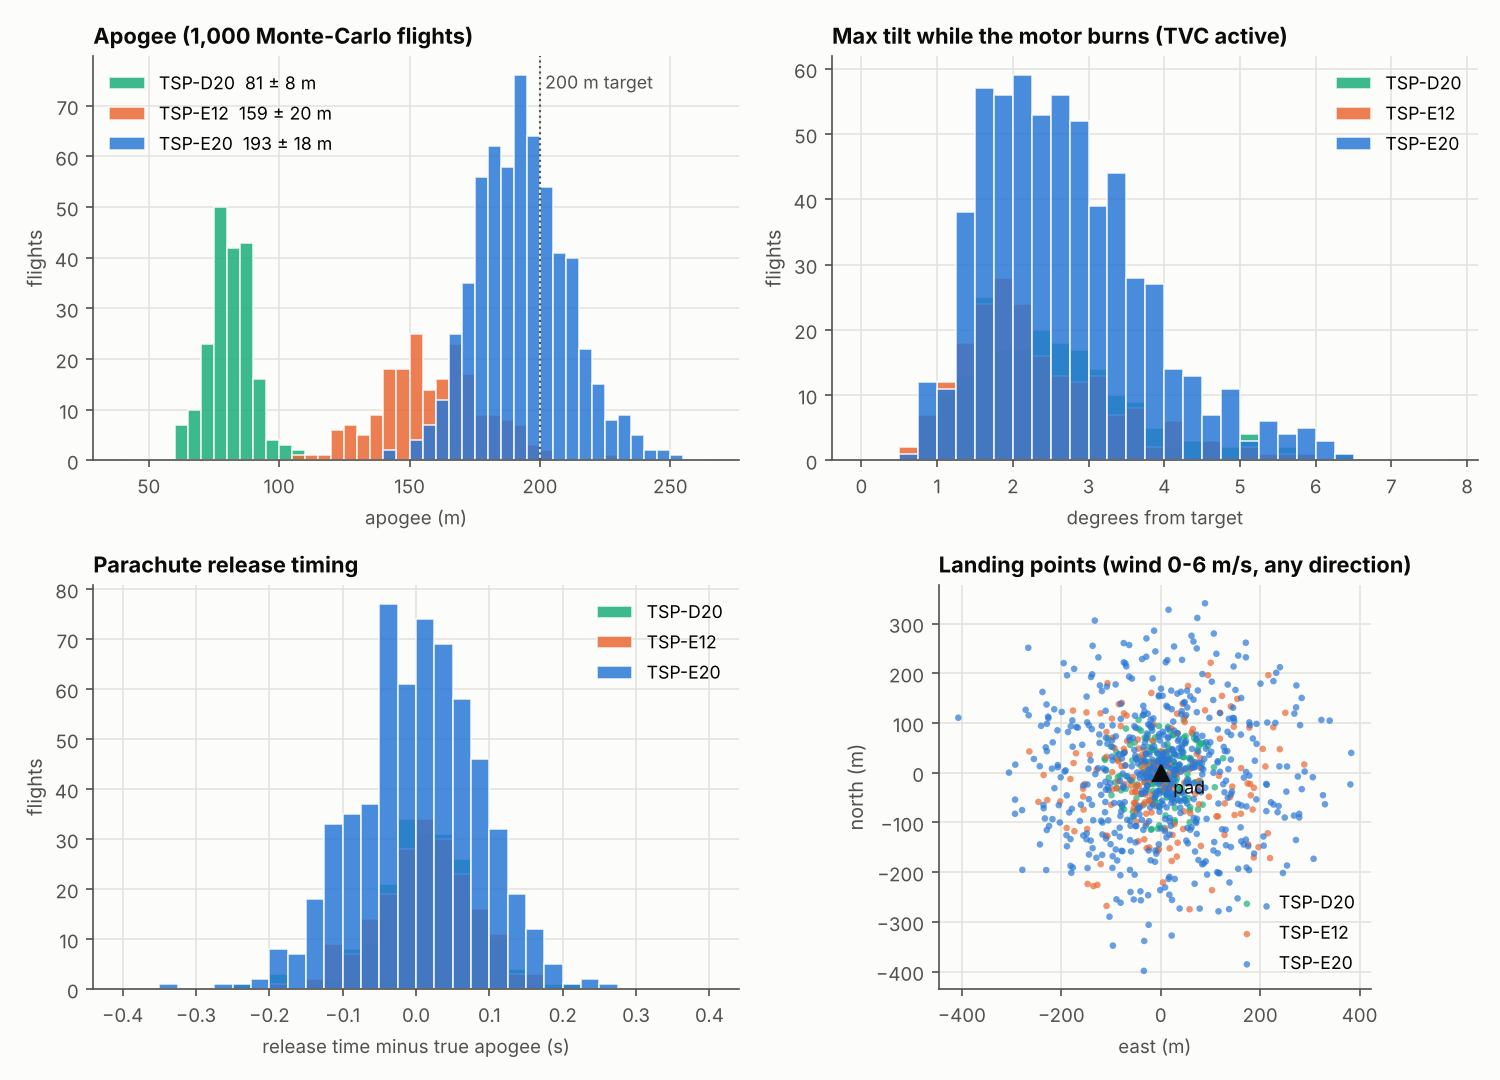 Apogee (1,000 Monte-Carlo flights)
TSP-D20 81 ± 8 m
TSP-E12 159 ± 20 m
TSP-E20 193 ± 18 m
200 m target
70
60
50
40
30
20
10
0
flights
50 100 150 200 250
apogee (m)
Max tilt while the motor burns (TVC active)
TSP-D20
TSP-E12
TSP-E20
60
50
40
30
20
10
0
flights
0 1 2 3 4 5 6 7 8
degrees from target
Parachute release timing
TSP-D20
TSP-E12
TSP-E20
80
70
60
50
40
30
20
10
0
flights
−0.4 −0.3 −0.2 −0.1 0.0 0.1 0.2 0.3 0.4
release time minus true apogee (s)
Landing points (wind 0-6 m/s, any direction)
300
200
100
0
−100
−200
−300
−400
north (m)
pad
TSP-D20
TSP-E12
TSP-E20
−400 −200 0 200 400
east (m)